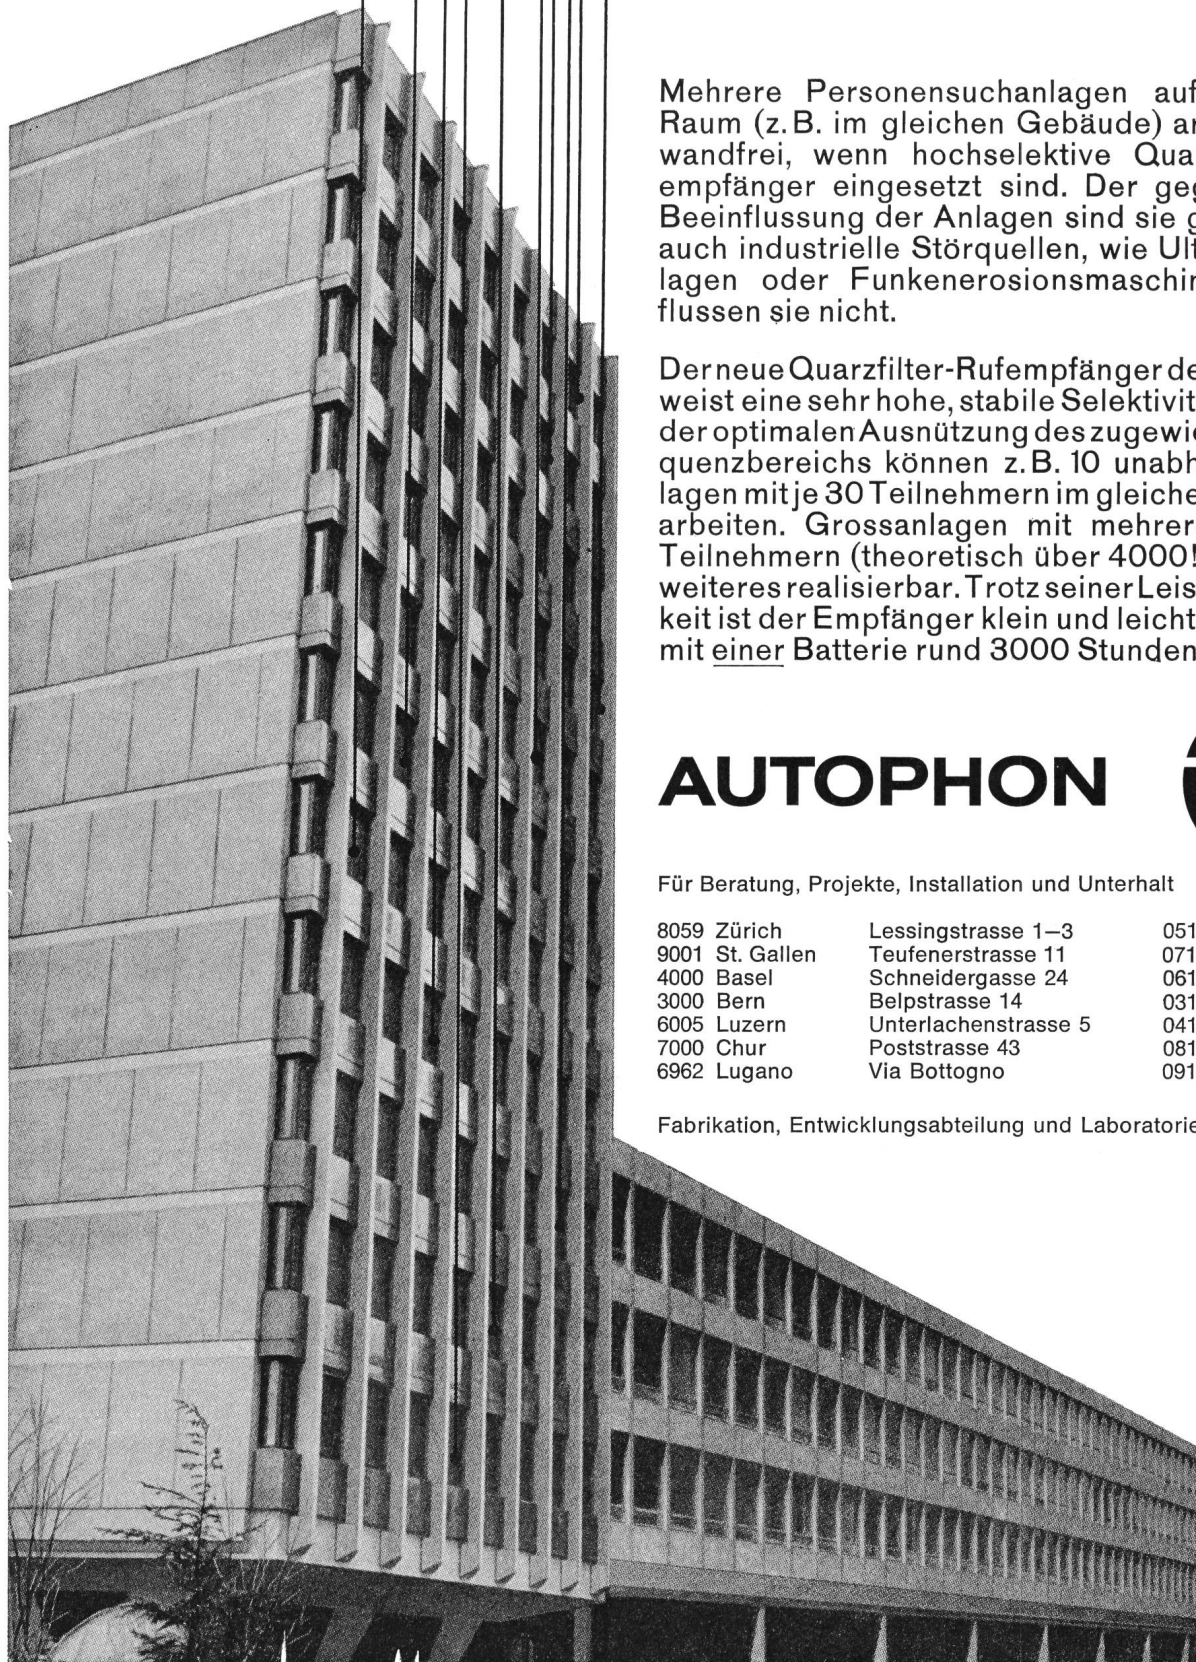 Mehrere Personensuchanlagen auf
Raum (z. B. im gleichen Gebäude) ar
wandfrei, wenn hochselektive Qua
empfänger eingesetzt sind. Der geg
Beeinflussung der Anlagen sind sie g
auch industrielle Störquellen, wie Ult
lagen oder Funkenerosionsmaschin
flussen sie nicht.
Der neue Quarzfilter-Rufempfänger de
weist eine sehr hohe, stabile Selektivit
der optimalen Ausnützung des zugewie
quenzbereichs können z. B. 10 unabh
lagen mit je 30 Teilnehmern im gleiche
arbeiten. Grossanlagen mit mehrer
Teilnehmern (theoretisch über 4000!
weiteres realisierbar. Trotz seiner Leis
keit ist der Empfänger klein und leicht
mit einer Batterie rund 3000 Stunden
AUTOPHON
Für Beratung, Projekte, Installation und Unterhalt
8059 Zürich Lessingstrasse 1–3 051
9001 St. Gallen Teufenerstrasse 11 071
4000 Basel Schneidergasse 24 061
3000 Bern Belpstrasse 14 031
6005 Luzern Unterlachenstrasse 5 041
7000 Chur Poststrasse 43 081
6962 Lugano Via Bottogno 091
Fabrikation, Entwicklungsabteilung und Laboratorie